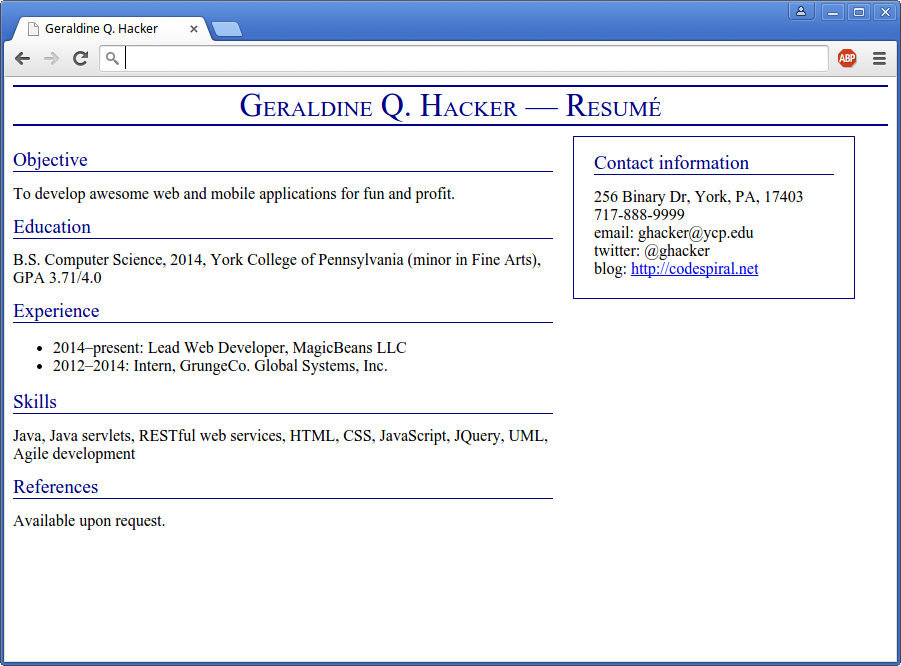 Geraldine Q. Hacker
ABP
Geraldine Q. Hacker — Resumé
Objective
To develop awesome web and mobile applications for fun and profit.
Education
B.S. Computer Science, 2014, York College of Pennsylvania (minor in Fine Arts),
GPA 3.71/4.0
Experience
• 2014–present: Lead Web Developer, MagicBeans LLC
• 2012–2014: Intern, GrungeCo. Global Systems, Inc.
Skills
Java, Java servlets, RESTful web services, HTML, CSS, JavaScript, JQuery, UML,
Agile development
References
Available upon request.
Contact information
256 Binary Dr, York, PA, 17403
717-888-9999
email: ghacker@ycp.edu
twitter: @ghacker
blog: http://codespiral.net